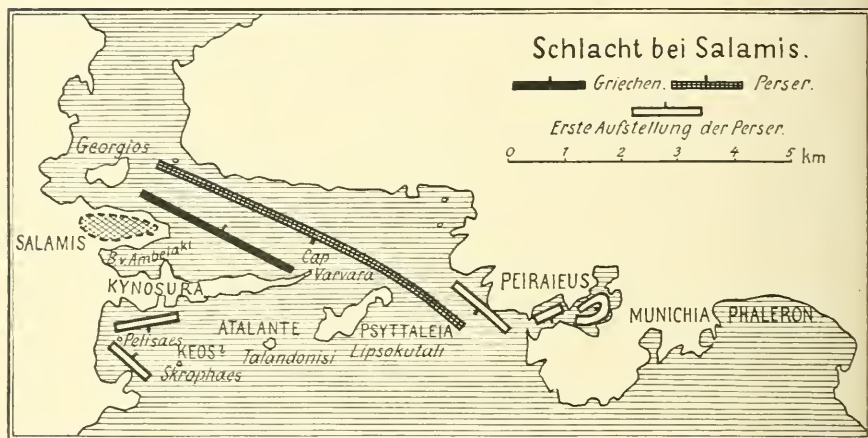 Schlacht bei Salamis.
Griechen. Perser.
Erste Aufstellung der Perser.
0 1 2 3 4 5 km
Georgios
SALAMIS
B. v. Ambelaki
Cap
Varvara
KYNOSURA
PEIRAIEUS
MUNICHIA PHALERON
ATALANTE PSYTTALEIA
Pelisaes
KEOS? Talandonisi Lipsokutali
Skrophaes